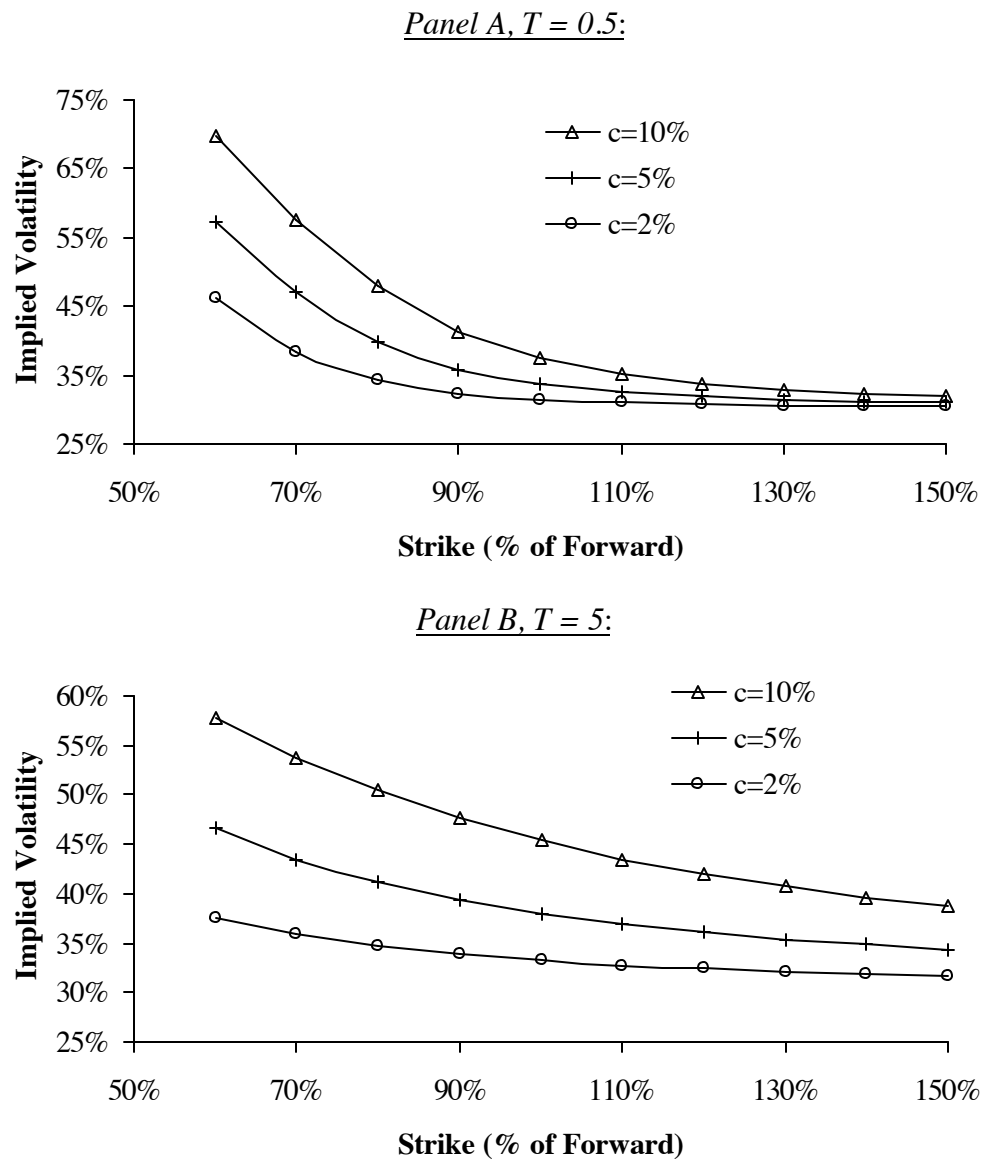 Panel A, T = 0.5:
75%
65%
55%
45%
35%
25%
Implied Volatility
c=10%
c=5%
c=2%
50%
70%
90%
110%
130%
150%
Strike (% of Forward)
Panel B, T = 5:
60%
55%
50%
45%
40%
35%
30%
25%
Implied Volatility
c=10%
c=5%
c=2%
50%
70%
90%
110%
130%
150%
Strike (% of Forward)